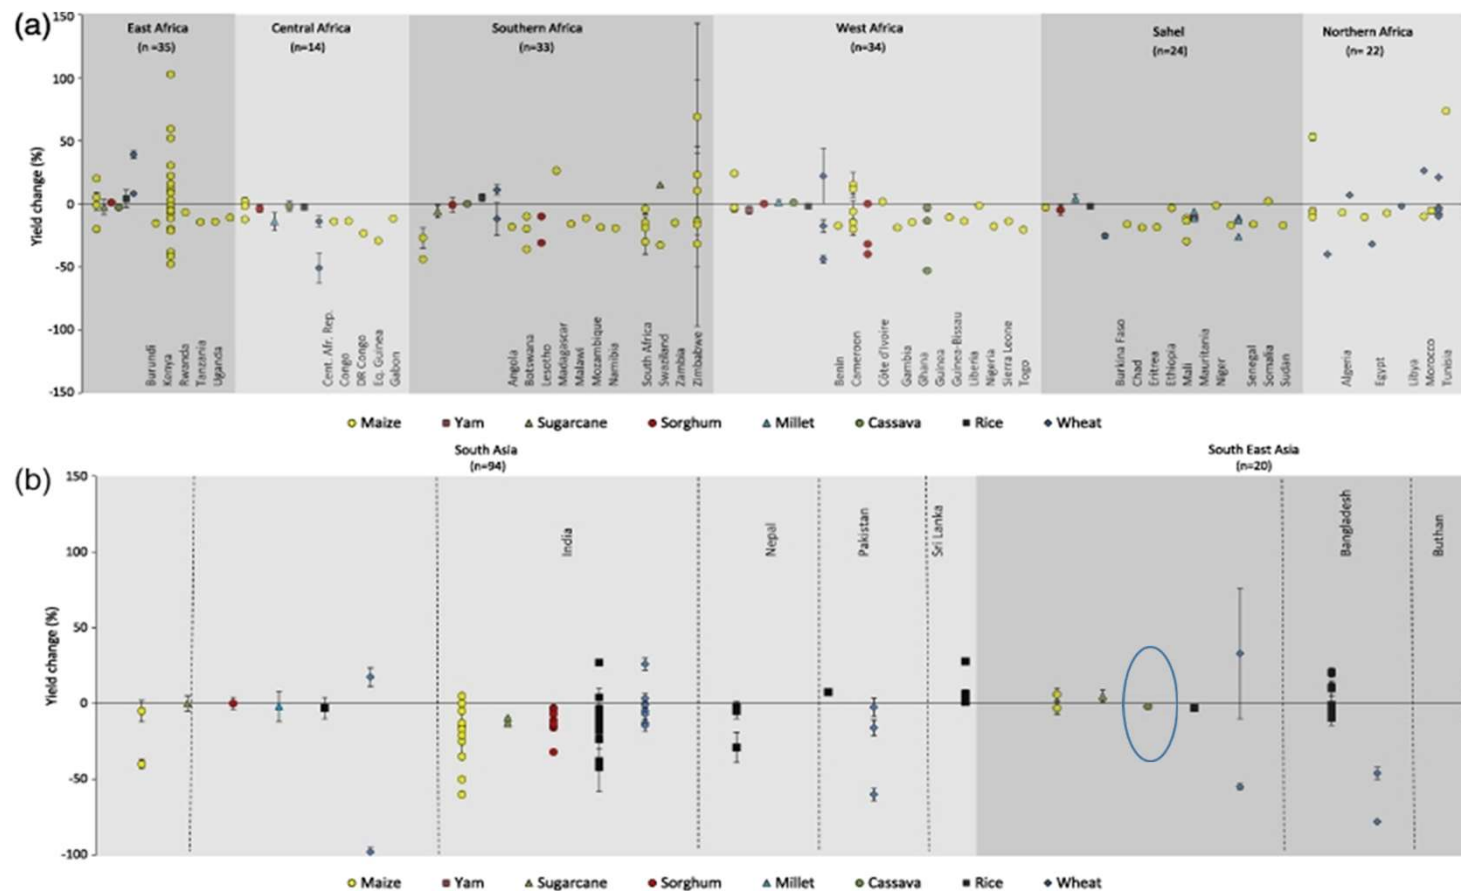 (a)
150
100
50
0
-50
-100
-150
Yield change (%)
East Africa
(n =35)
Central Africa
(n=14)
Southern Africa
(n=33)
West Africa
(n=34)
Sahel
(n=24)
Northern Africa
(n= 22)
Burundi
Kenya
Rwanda
Tanzania
Uganda
Cent. Afr. Rep.
Congo
DR Congo
Eq. Guinea
Gabon
Angola
Botswana
Lesotho
Madagascar
Malawi
Mozambique
Namibia
South Africa
Swaziland
Zambia
Zimbabwe
Benin
Cameroon
Côte d'Ivoire
Gambia
Ghana
Guinea
Guinea-Bissau
Liberia
Nigeria
Sierra Leone
Togo
Burkina Faso
Chad
Eritrea
Ethiopia
Mali
Mauritania
Niger
Senegal
Somalia
Sudan
Algeria
Egypt
Libya
Morocco
Tunisia
Maize Yam Sugarcane Sorghum Millet Cassava Rice Wheat
(b)
South Asia
(n=94)
South East Asia
(n=20)
150
100
50
0
-50
-100
Yield change (%)
India
Nepal
Pakistan
Sri Lanka
Bangladesh
Buthan
Maize Yam Sugarcane Sorghum Millet Cassava Rice Wheat